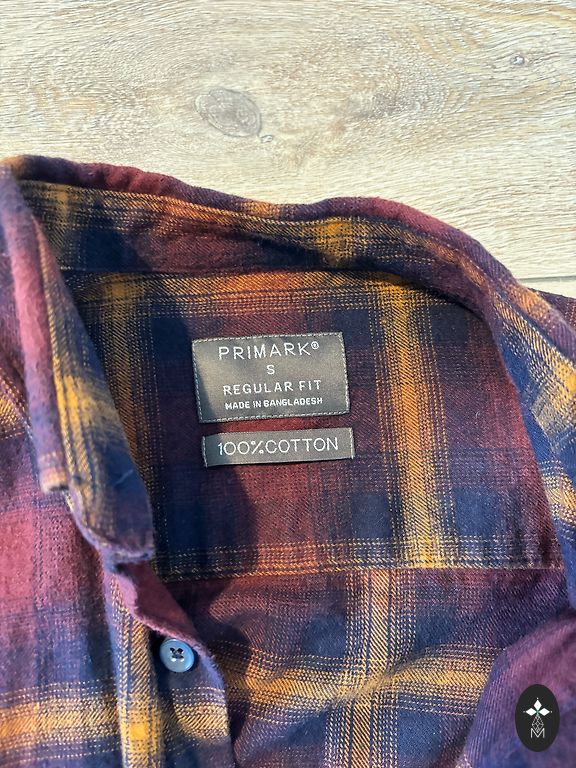 PRIMARK®
S
REGULAR FIT
MADE IN BANGLADESH
100% COTTON